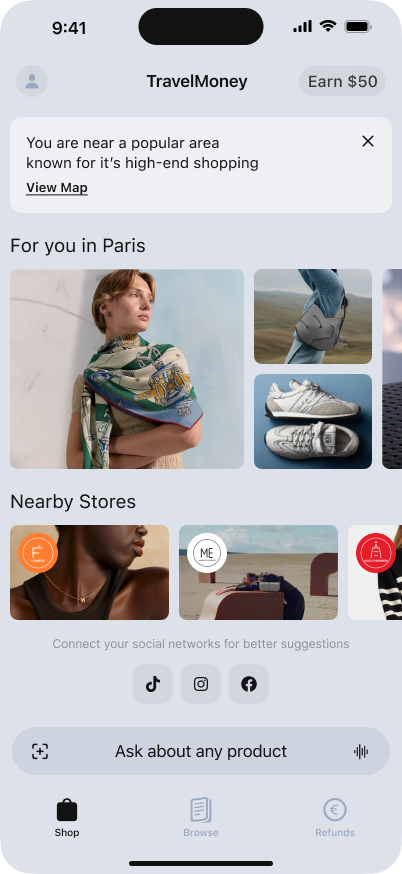 9:41
TravelMoney
Earn $50
You are near a popular area
known for it's high-end shopping
View Map
For you in Paris
Nearby Stores
ME
Connect your social networks for better suggestions
Ask about any product
Shop
Browse
Refunds